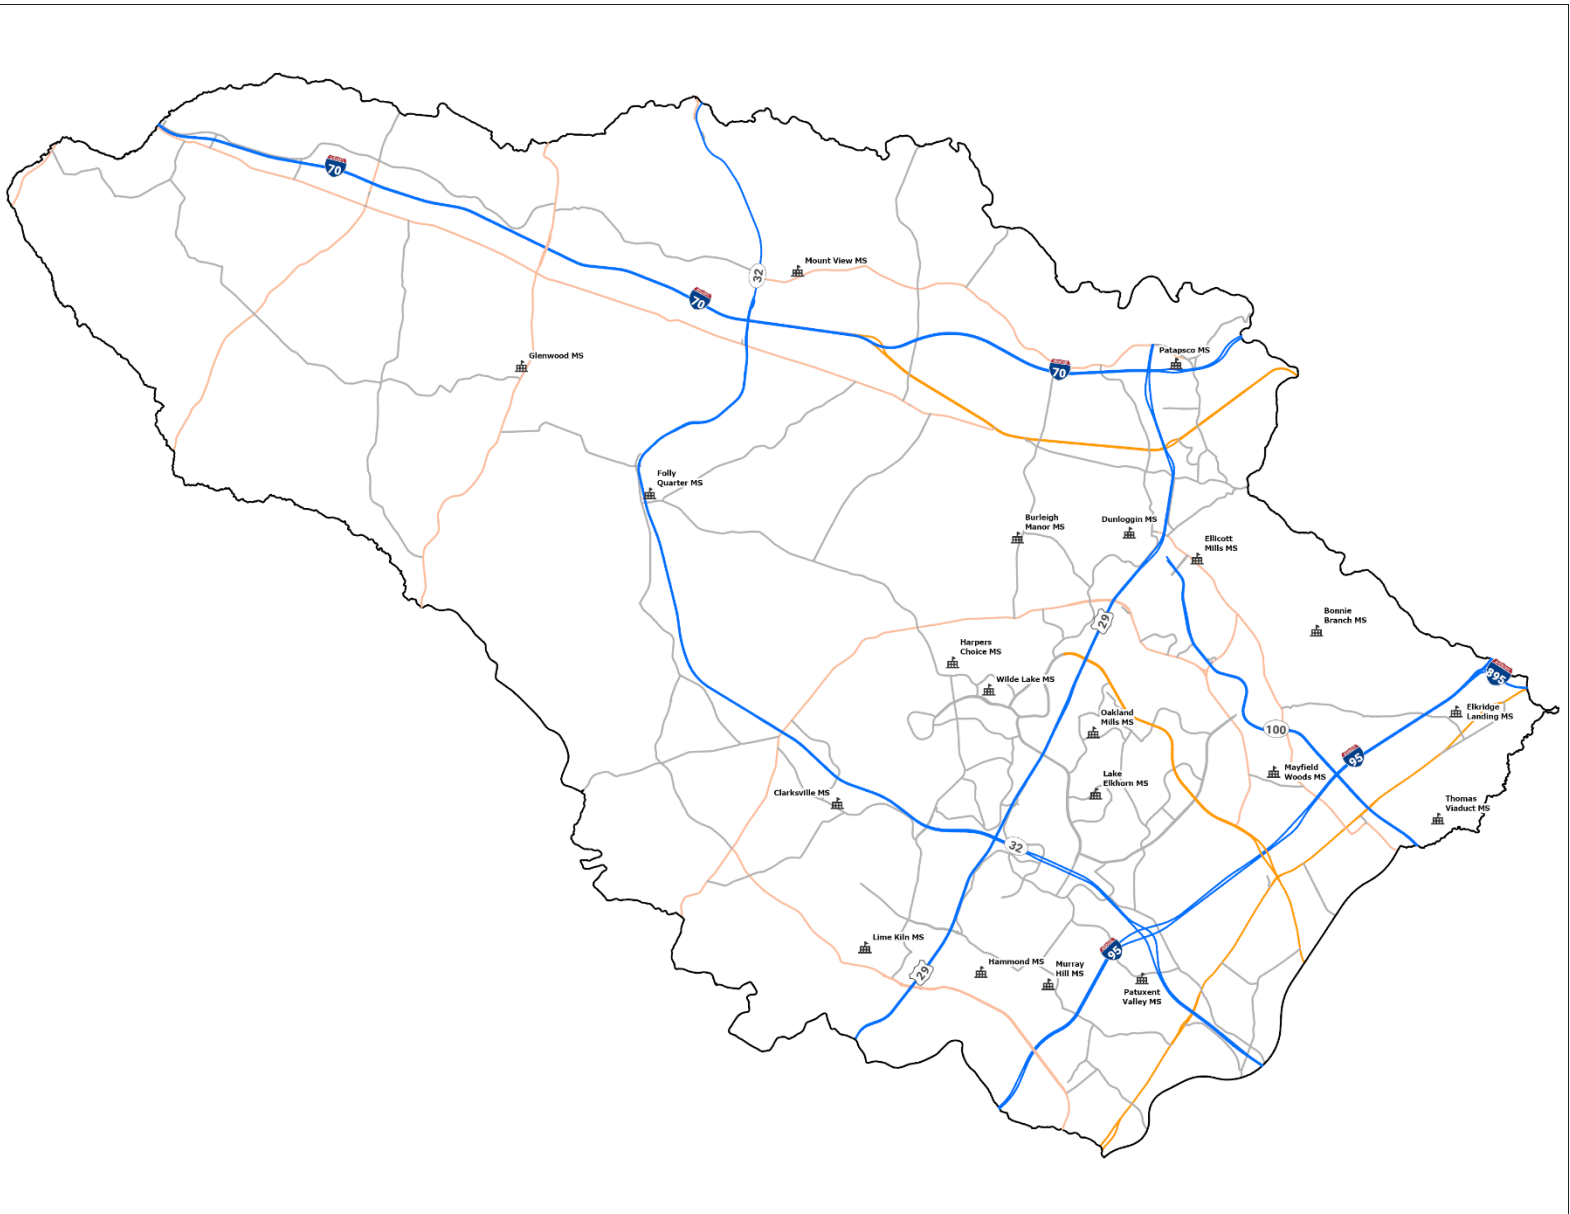 70
32
Mount View MS
70
Glenwood MS
Patapsco MS
70
Folly
Quarter MS
Burleigh
Manor MS
Dunloggin MS
Ellicott
Mills MS
Bonnie
Branch MS
29
Harpers
Choice MS
Wilde Lake MS
895
Elkridge
Landing MS
Oakland
Mills MS
100
95
Lake
Elkhorn MS
Mayfield
Woods MS
Clarksville MS
Thomas
Viaduct MS
32
Lime Kiln MS
95
29
Hammond MS
Murray
Hill MS
Patuxent
Valley MS